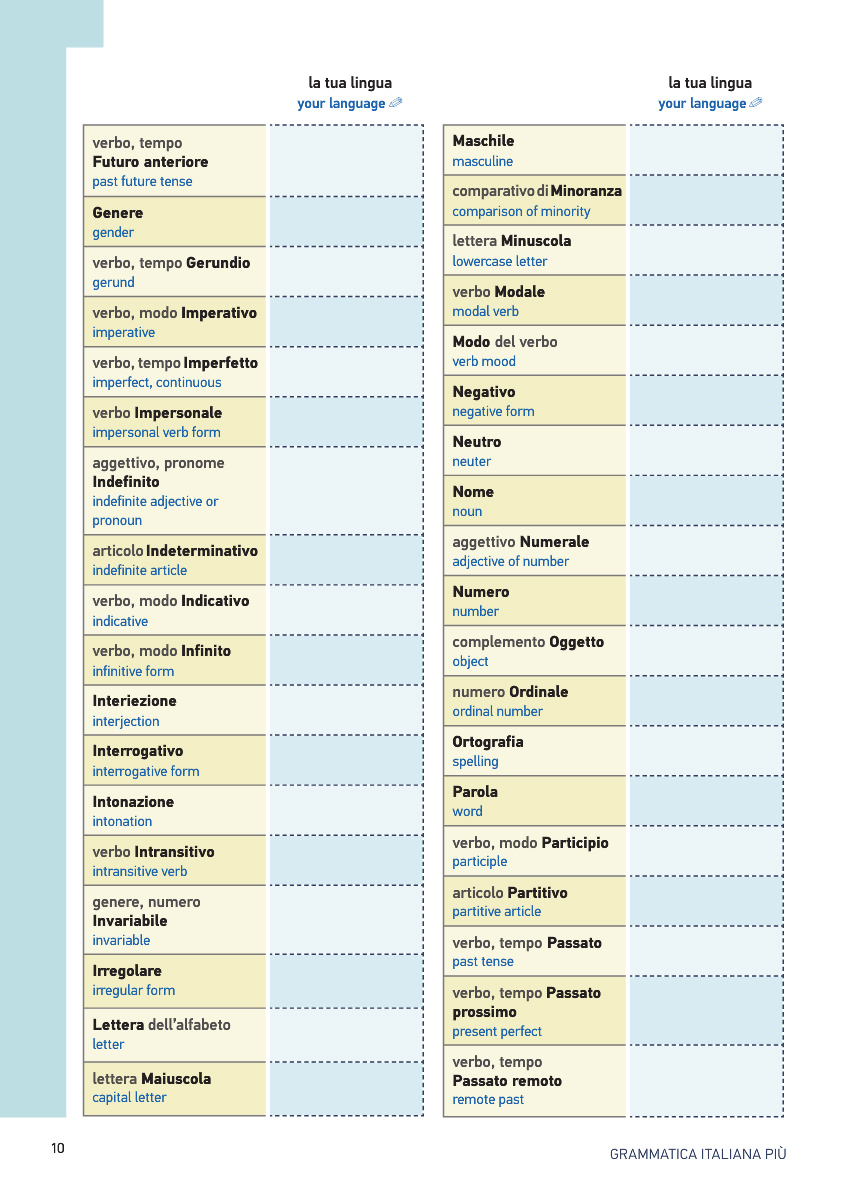 la tua lingua
your language
verbo, tempo
Futuro anteriore
past future tense
Genere
gender
verbo, tempo Gerundio
gerund
verbo, modo Imperativo
imperative
verbo, tempo Imperfetto
imperfect, continuous
verbo Impersonale
impersonal verb form
aggettivo, pronome
Indefinito
indefinite adjective or
pronoun
articolo Indeterminativo
indefinite article
verbo, modo Indicativo
indicative
verbo, modo Infinito
infinitive form
Interiezione
interjection
Interrogativo
interrogative form
Intonazione
intonation
verbo Intransitivo
intransitive verb
genere, numero
Invariabile
invariable
Irregolare
irregular form
Lettera dell’alfabeto
letter
lettera Maiuscola
capital letter
la tua lingua
your language
Maschile
masculine
comparativo di Minoranza
comparison of minority
lettera Minuscola
lowercase letter
verbo Modale
modal verb
Modo del verbo
verb mood
Negativo
negative form
Neutro
neuter
Nome
noun
aggettivo Numerale
adjective of number
Numero
number
complemento Oggetto
object
numero Ordinale
ordinal number
Ortografia
spelling
Parola
word
verbo, modo Participio
participle
articolo Partitivo
partitive article
verbo, tempo Passato
past tense
verbo, tempo Passato
prossimo
present perfect
verbo, tempo
Passato remoto
remote past
10
GRAMMATICA ITALIANA PIÙ